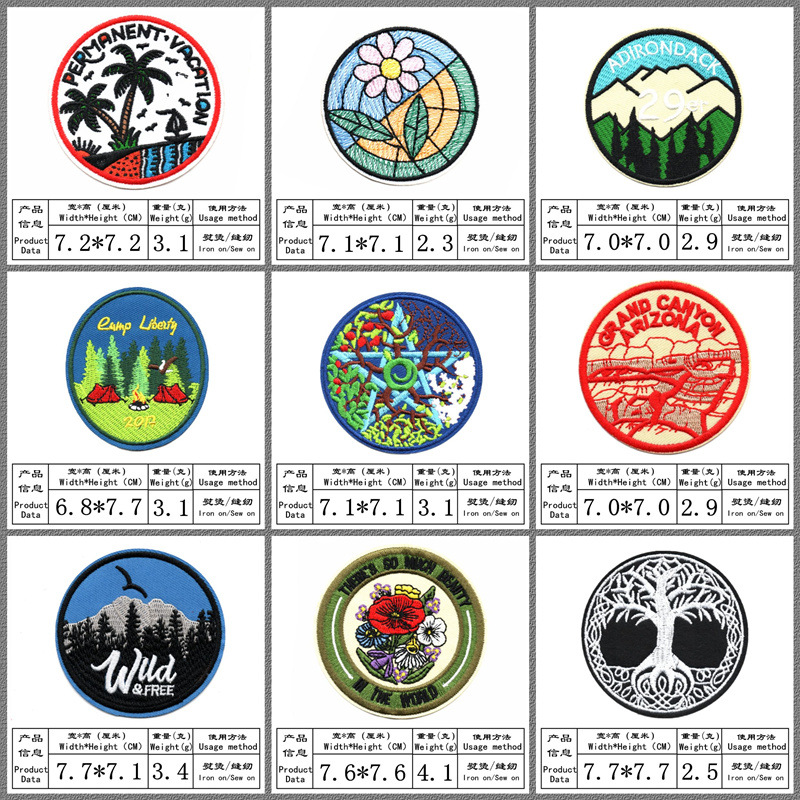 PERMANENT·VACATION
产品
信息
Product
Data
宽*高 (厘米)
Width*Height (CM)
7.2*7.2
重量(克)
Weight(g)
3.1
使用方法
Usage method
熨烫/缝纫
Iron on/Sew on
产品
信息
Product
Data
宽*高 (厘米)
Width*Height (CM)
7.1*7.1
重量(克)
Weight(g)
2.3
使用方法
Usage method
熨烫/缝纫
Iron on/Sew on
ADIRONDACK
29er
产品
信息
Product
Data
宽*高 (厘米)
Width*Height (CM)
7.0*7.0
重量(克)
Weight(g)
2.9
使用方法
Usage method
熨烫/缝纫
Iron on/Sew on
Camp Liberty
2019
产品
信息
Product
Data
宽*高 (厘米)
Width*Height (CM)
6.8*7.7
重量(克)
Weight(g)
3.1
使用方法
Usage method
熨烫/缝纫
Iron on/Sew on
产品
信息
Product
Data
宽*高 (厘米)
Width*Height (CM)
7.1*7.1
重量(克)
Weight(g)
3.1
使用方法
Usage method
熨烫/缝纫
Iron on/Sew on
GRAND CANYON
ARIZONA
产品
信息
Product
Data
宽*高 (厘米)
Width*Height (CM)
7.0*7.0
重量(克)
Weight(g)
2.9
使用方法
Usage method
熨烫/缝纫
Iron on/Sew on
Wild
&FREE
产品
信息
Product
Data
宽*高 (厘米)
Width*Height (CM)
7.7*7.1
重量(克)
Weight(g)
3.4
使用方法
Usage method
熨烫/缝纫
Iron on/Sew on
THERE'S SO MUCH BEAUTY
IN THE WORLD
产品
信息
Product
Data
宽*高 (厘米)
Width*Height (CM)
7.6*7.6
重量(克)
Weight(g)
4.1
使用方法
Usage method
熨烫/缝纫
Iron on/Sew on
产品
信息
Product
Data
宽*高 (厘米)
Width*Height (CM)
7.7*7.7
重量(克)
Weight(g)
2.5
使用方法
Usage method
熨烫/缝纫
Iron on/Sew on